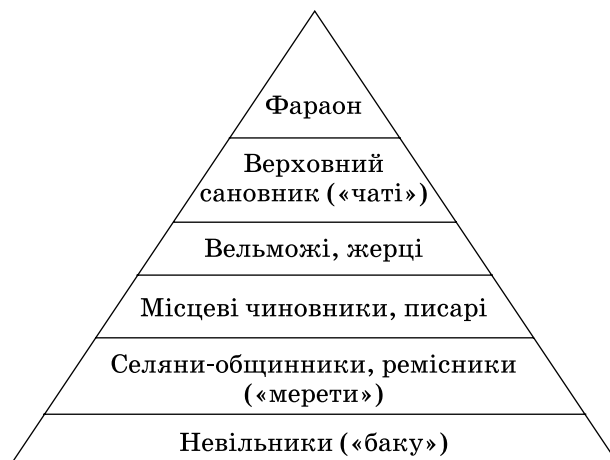 Фараон
Верховний
сановник («чаті»)
Вельможі, жерці
Місцеві чиновники, писарі
Селяни-общинники, ремісники
(«мерети»)
Невільники («баку»)